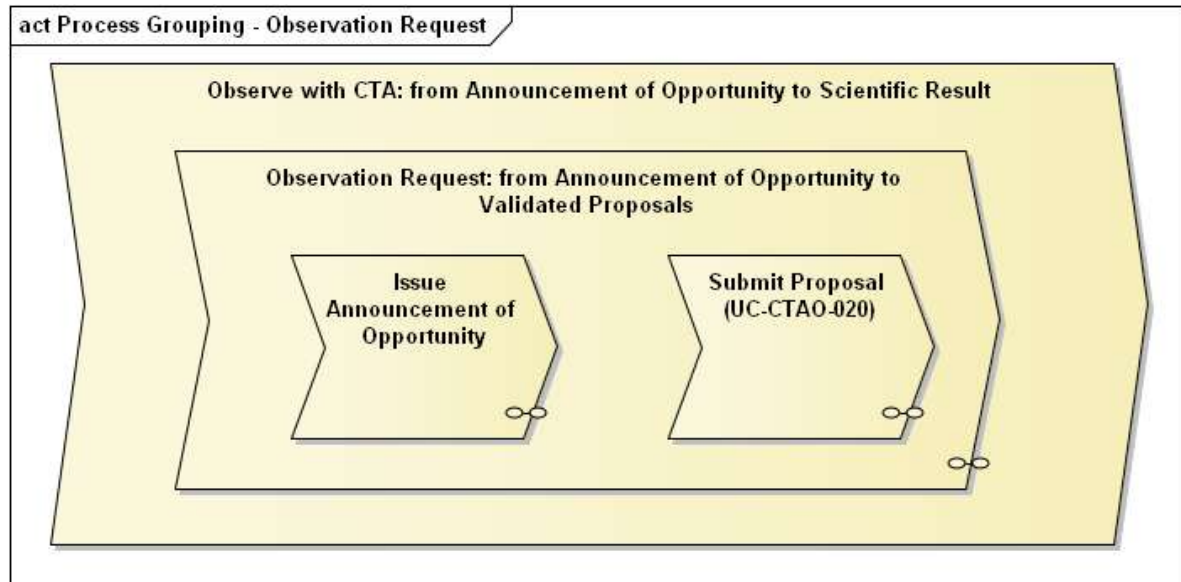 act Process Grouping - Observation Request
Observe with CTA: from Announcement of Opportunity to Scientific Result
Observation Request: from Announcement of Opportunity to
Validated Proposals
Issue
Announcement of
Opportunity
Submit Proposal
(UC-CTAO-020)